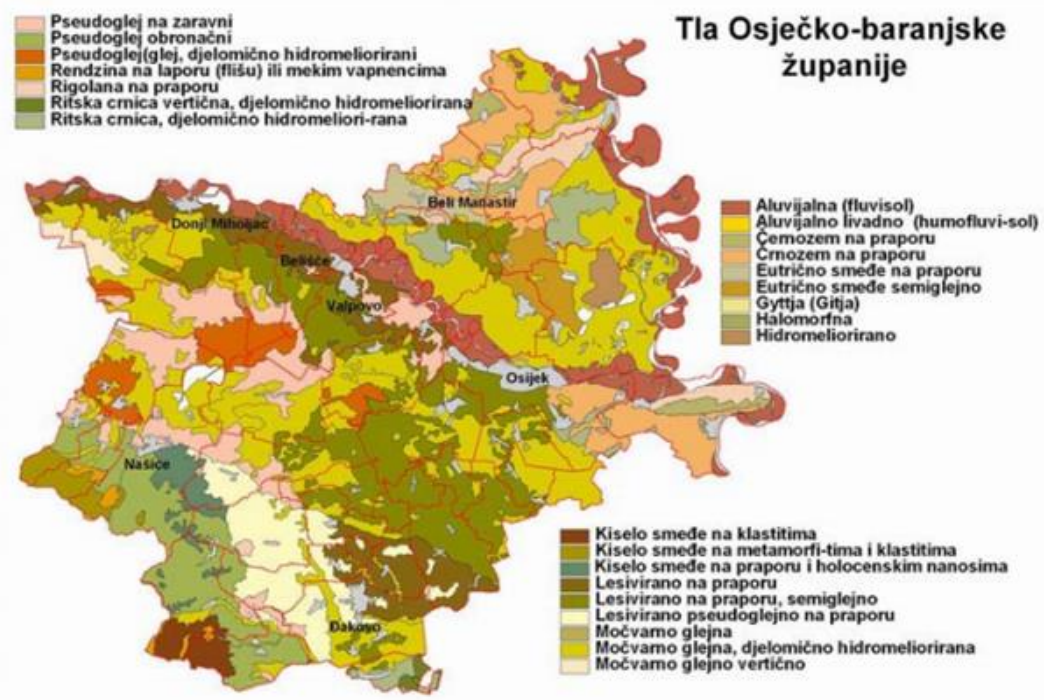 Pseudoglej na zaravni
Pseudoglej obronačni
Pseudoglej(glej, djelomično hidromeliorirani
Rendzina na laporu (flišu) ili mekim vapnencima
Rigolana na praporu
Ritska crnica vertična, djelomično hidromeliorirana
Ritska crnica, djelomično hidromeliori-rana
Tla Osječko-baranjske
županije
Beli Manastir
Donji Miholjac
Belišće
Valpovo
Osijek
Našice
Đakovo
Aluvijalna (fluvisol)
Aluvijalno livadno (humofluvi-sol)
Černozem na praporu
Crnozem na praporu
Eutrično smeđe na praporu
Eutrično smeđe semiglejno
Gyttja (Gitja)
Halomorfna
Hidromeliorirano
Kiselo smeđe na klastitima
Kiselo smeđe na metamorfi-tima i klastitima
Kiselo smeđe na praporu i holocenskim nanosima
Lesivirano na praporu
Lesivirano na praporu, semiglejno
Lesivirano pseudoglejno na praporu
Močvarno glejna
Močvarno glejna, djelomično hidromeliorirana
Močvarno glejno vertično